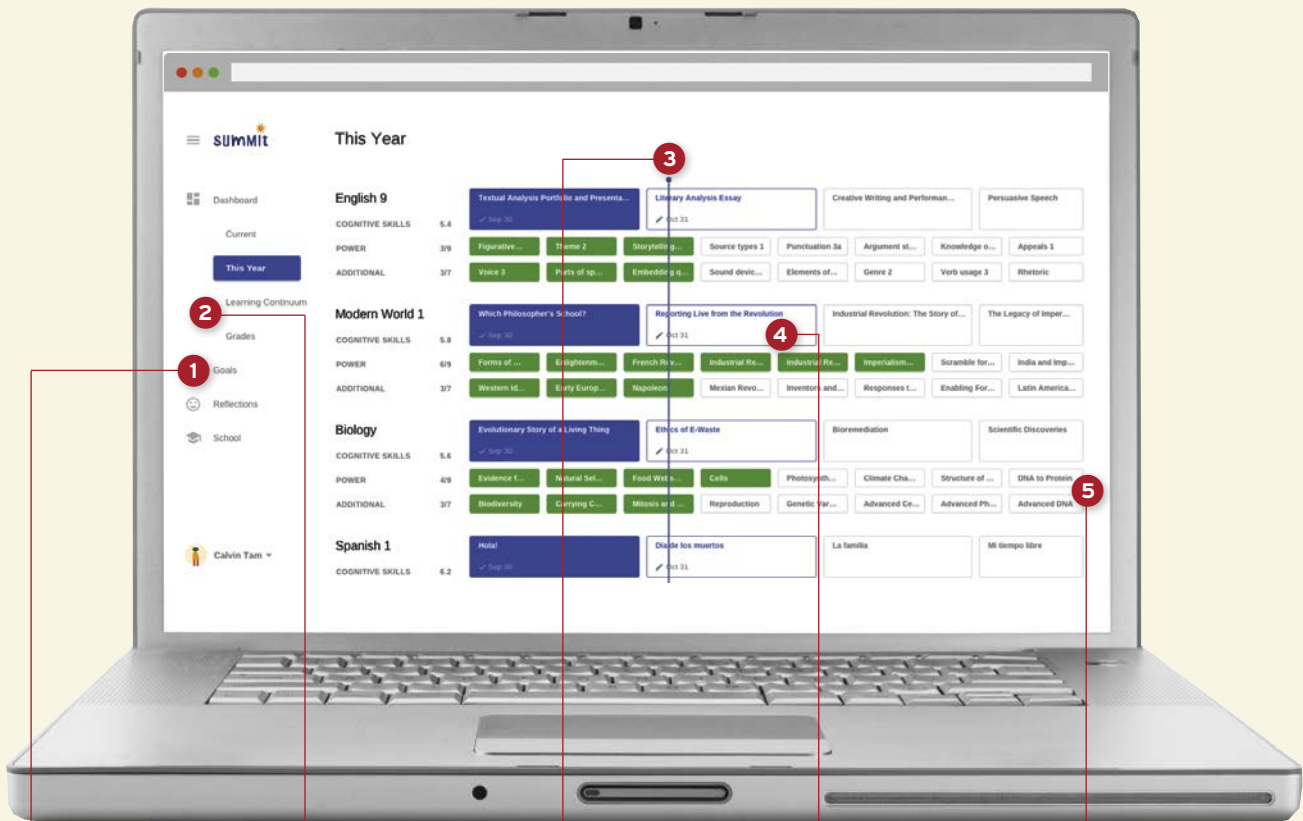 summit
This Year
3
Dashboard
Current
This Year
Learning Continuum
2
Grades
1
Goals
Reflections
School
Calvin Tam
English 9
Textual Analysis Portfolio and Presenta...
Sep 30
Literary Analysis Essay
Oct 31
Creative Writing and Performan...
Persuasive Speech
COGNITIVE SKILLS 5.4
POWER 3/9 Figurative... Theme 2 Storytelling... Source types 1 Punctuation 3a Argument st... Knowledge o... Appeals 1
ADDITIONAL 3/7 Voice 3 Parts of sp... Embedding q... Sound devic... Elements of... Genre 2 Verb usage 3 Rhetoric
Modern World 1
Which Philosopher's School?
Sep 30
Reporting Live from the Revolution
Oct 31
4
Industrial Revolution: The Story of...
The Legacy of Imper...
COGNITIVE SKILLS 5.8
POWER 6/9 Forms of ... Enlightenm... French Rev... Industrial Re... Industrial Re... Imperialism... Scramble for... India and Imp...
ADDITIONAL 3/7 Western Id... Early Europ... Napoleon Mexian Revo... Inventors and... Responses t... Enabling For... Latin America...
Biology
Evolutionary Story of a Living Thing
Sep 30
Ethics of E-Waste
Oct 31
Bioremediation
Scientific Discoveries
COGNITIVE SKILLS 5.6
POWER 4/9 Evidence f... Natural Sel... Food Webs... Cells Photosynth... Climate Cha... Structure of ... DNA to Protein
5
ADDITIONAL 3/7 Biodiversity Carrying C... Mitosis and ... Reproduction Genetic Var... Advanced Ce... Advanced Ph... Advanced DNA
Spanish 1
Hola!
Sep 30
Dia de los muertos
Oct 31
La familia
Mi tiempo libre
COGNITIVE SKILLS 6.2